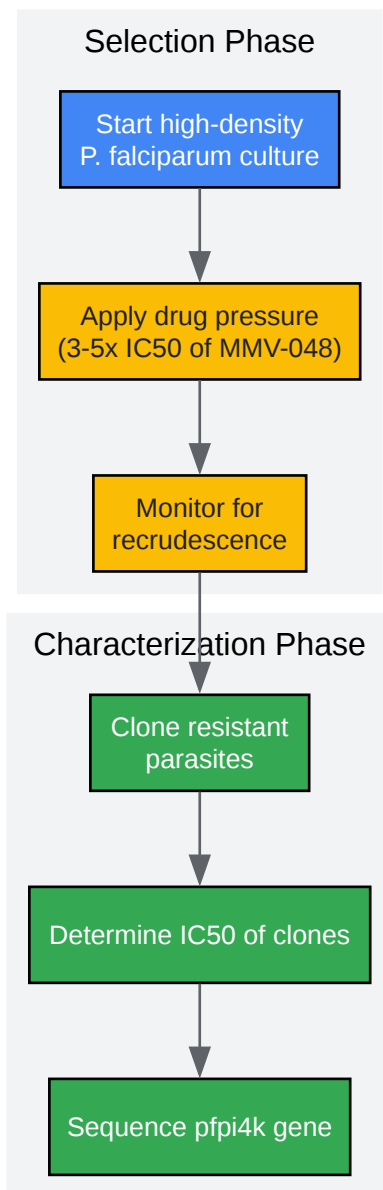 Selection Phase
Start high-density
P. falciparum culture
Apply drug pressure
(3-5x IC50 of MMV-048)
Monitor for
recrudescence
Characterization Phase
Clone resistant
parasites
Determine IC50 of clones
Sequence pfpi4k gene